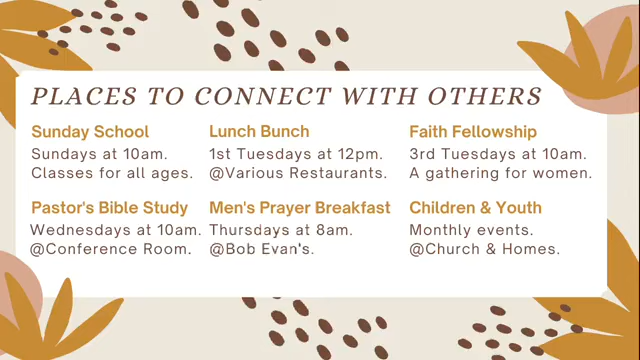 PLACES TO CONNECT WITH OTHERS
Sunday School
Sundays at 10am.
Classes for all ages.
Lunch Bunch
1st Tuesdays at 12pm.
@Various Restaurants.
Faith Fellowship
3rd Tuesdays at 10am.
A gathering for women.
Pastor's Bible Study
Wednesdays at 10am.
@Conference Room.
Men's Prayer Breakfast
Thursdays at 8am.
@Bob Evan's.
Children & Youth
Monthly events.
@Church & Homes.